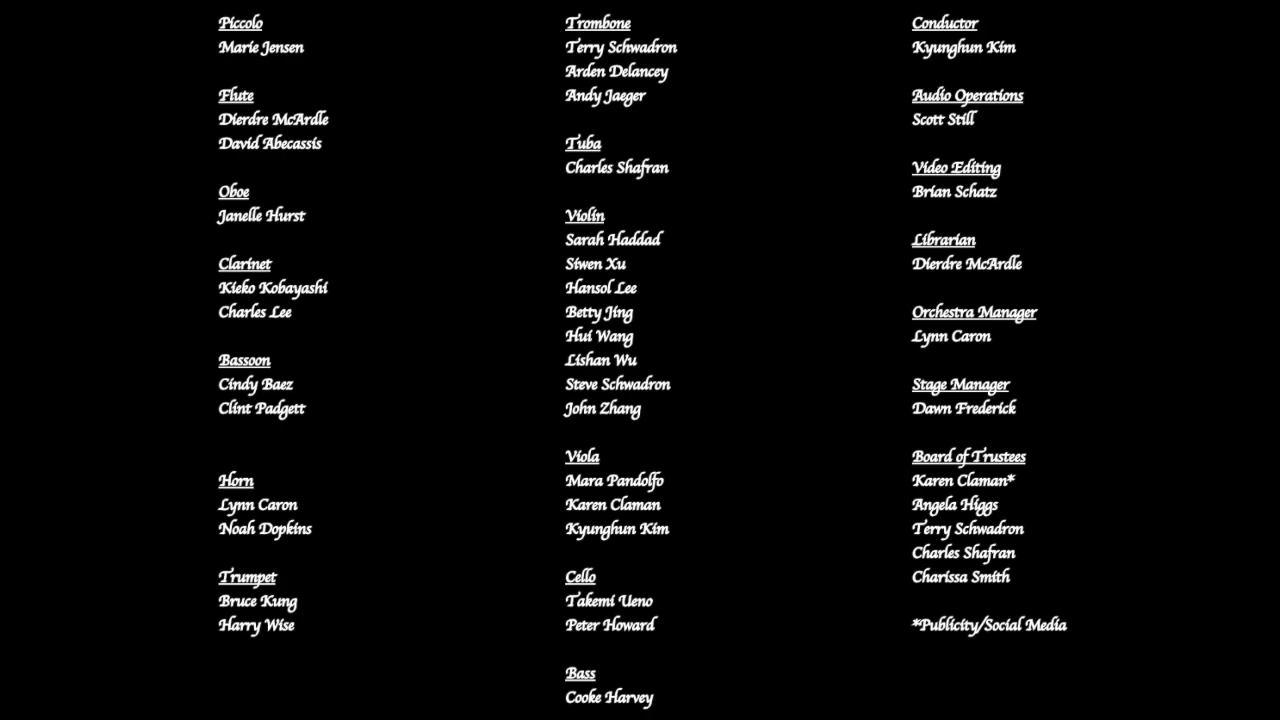 Piccolo
Marie Jensen
Flute
Dierdre McArdle
David Abecassis
Oboe
Janelle Hurst
Clarinet
Kieko Kobayashi
Charles Lee
Bassoon
Cindy Baez
Clint Padgett
Horn
Lynn Caron
Noah Dopkins
Trumpet
Bruce Kung
Harry Wise
Trombone
Terry Schwadron
Arden Delancey
Andy Jaeger
Tuba
Charles Shafran
Violin
Sarah Haddad
Siwen Xu
Hansol Lee
Betty Jing
Hui Wang
Lishan Wu
Steve Schwadron
John Zhang
Viola
Mara Pandolfo
Karen Claman
Kyunghun Kim
Cello
Takemi Ueno
Peter Howard
Bass
Cooke Harvey
Conductor
Kyunghun Kim
Audio Operations
Scott Still
Video Editing
Brian Schatz
Librarian
Dierdre McArdle
Orchestra Manager
Lynn Caron
Stage Manager
Dawn Frederick
Board of Trustees
Karen Claman*
Angela Higgs
Terry Schwadron
Charles Shafran
Charissa Smith
*Publicity/Social Media